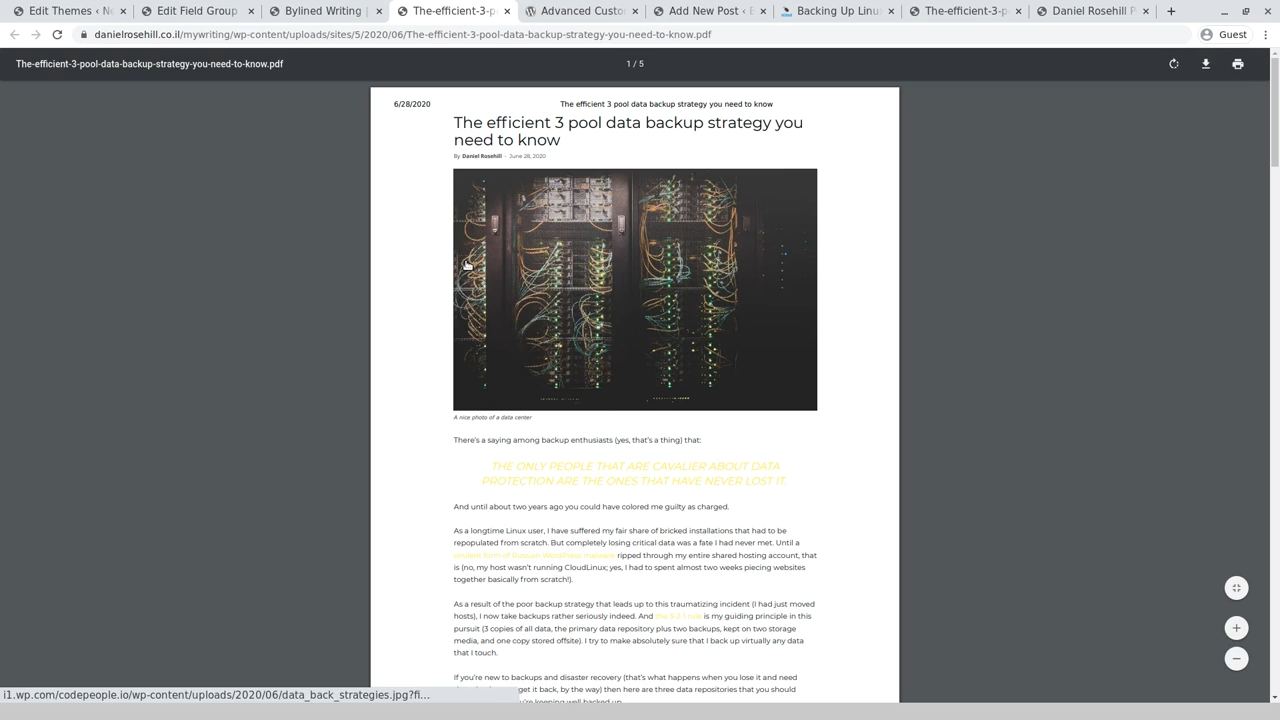 Edit Themes ‹ Ne
Edit Field Group
Bylined Writing |
The-efficient-3-p
Advanced Custo
Add New Post ‹ B
Backing Up Linux
The-efficient-3-p
Daniel Rosehill P
danielrosehill.co.il/mywriting/wp-content/uploads/sites/5/2020/06/The-efficient-3-pool-data-backup-strategy-you-need-to-know.pdf
Guest
The-efficient-3-pool-data-backup-strategy-you-need-to-know.pdf
1 / 5
6/28/2020
The efficient 3 pool data backup strategy you need to know
The efficient 3 pool data backup strategy you
need to know
By Daniel Rosehill - June 28, 2020
A nice photo of a data center
There's a saying among backup enthusiasts (yes, that's a thing) that:
THE ONLY PEOPLE THAT ARE CAVALIER ABOUT DATA
PROTECTION ARE THE ONES THAT HAVE NEVER LOST IT.
And until about two years ago you could have colored me guilty as charged.
As a longtime Linux user, I have suffered my fair share of bricked installations that had to be
repopulated from scratch. But completely losing critical data was a fate I had never met. Until a
virulent form of Russian WordPress malware ripped through my entire shared hosting account, that
is (no, my host wasn't running CloudLinux; yes, I had to spent almost two weeks piecing websites
together basically from scratch!).
As a result of the poor backup strategy that leads up to this traumatizing incident (I had just moved
hosts), I now take backups rather seriously indeed. And the 3-2-1 rule is my guiding principle in this
pursuit (3 copies of all data, the primary data repository plus two backups, kept on two storage
media, and one copy stored offsite). I try to make absolutely sure that I back up virtually any data
that I touch.
If you're new to backups and disaster recovery (that's what happens when you lose it and need
get it back, by the way) then here are three data repositories that you should
you're keeping well backed up.
i1.wp.com/codepeople.io/wp-content/uploads/2020/06/data_back_strategies.jpg?fi…